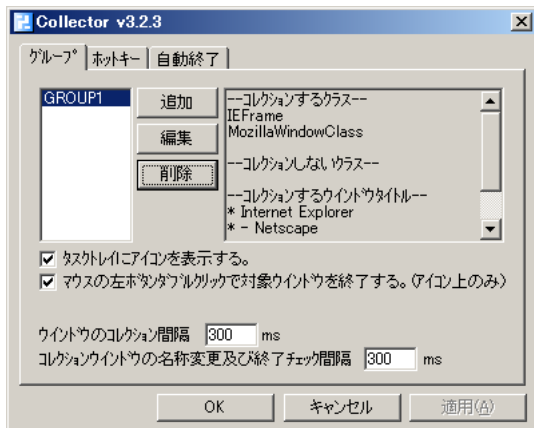 Collector v3.2.3
ｸﾞﾙｰﾌﾟ ﾎｯﾄｷｰ 自動終了
GROUP1
追加
編集
削除
--ｺﾚｸｼｮﾝするｸﾗｽ--
IEFrame
MozillaWindowClass
--ｺﾚｸｼｮﾝしないｸﾗｽ--
--ｺﾚｸｼｮﾝするｳｲﾝﾄﾞｳﾀｲﾄﾙ--
* Internet Explorer
* - Netscape
ﾀｽｸﾄﾚｲにｱｲｺﾝを表示する。
ﾏｳｽの左ﾎﾞﾀﾝﾀﾞﾌﾞﾙｸﾘｯｸで対象ｳｲﾝﾄﾞｳを終了する。(ｱｲｺﾝ上のみ)
ｳｲﾝﾄﾞｳのｺﾚｸｼｮﾝ間隔 300 ms
ｺﾚｸｼｮﾝｳｲﾝﾄﾞｳの名称変更及び終了ﾁｪｯｸ間隔 300 ms
OK キャンセル 適用(A)